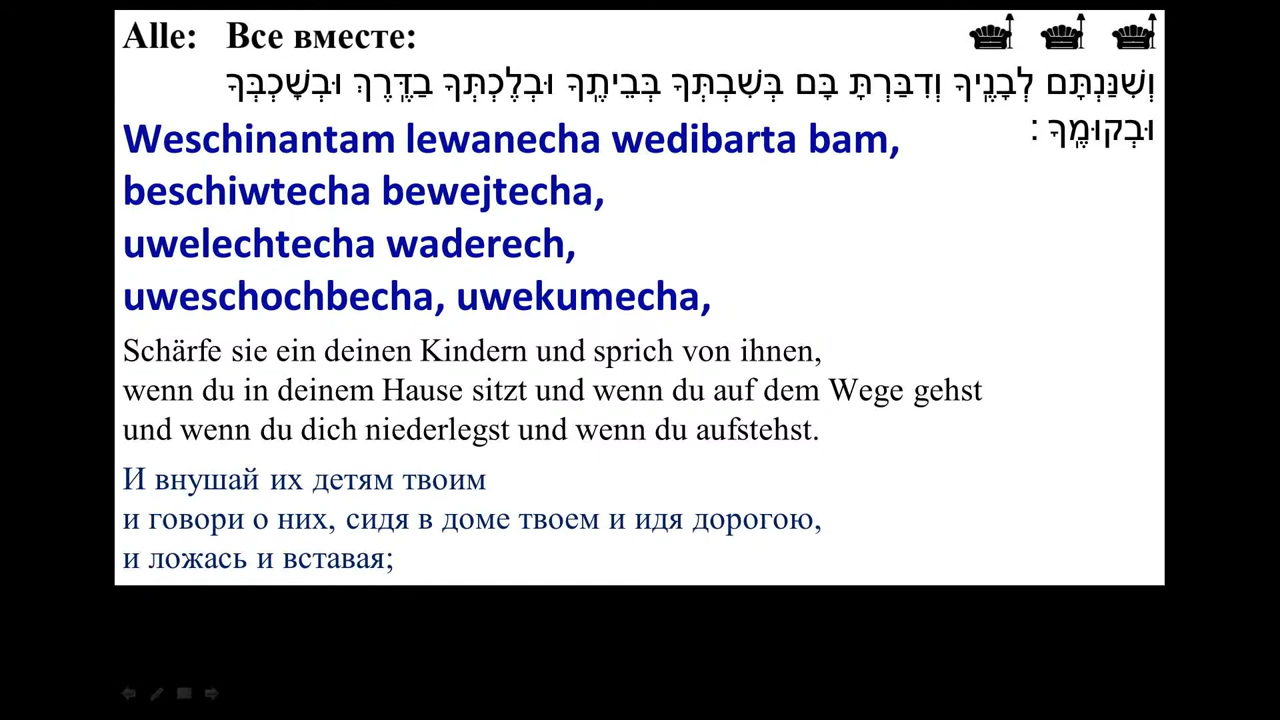 Alle: Все вместе:
וְשִׁנַּנְתָּם לְבָנֶֽיךָ וְדִבַּרְתָּ בָּם בְּשִׁבְתְּךָ בְּבֵיתֶֽךָ וּבְלֶכְתְּךָ בַדֶּֽרֶךְ וּבְשָׁכְבְּךָ
וּבְקוּמֶֽךָ :
Weschinantam lewanecha wedibarta bam,
beschiwtecha bewejtecha,
uwelechtecha waderech,
uweschochbecha, uwekumecha,
Schärfe sie ein deinen Kindern und sprich von ihnen,
wenn du in deinem Hause sitzt und wenn du auf dem Wege gehst
und wenn du dich niederlegst und wenn du aufstehst.
И внушай их детям твоим
и говори о них, сидя в доме твоем и идя дорогою,
и ложась и вставая;